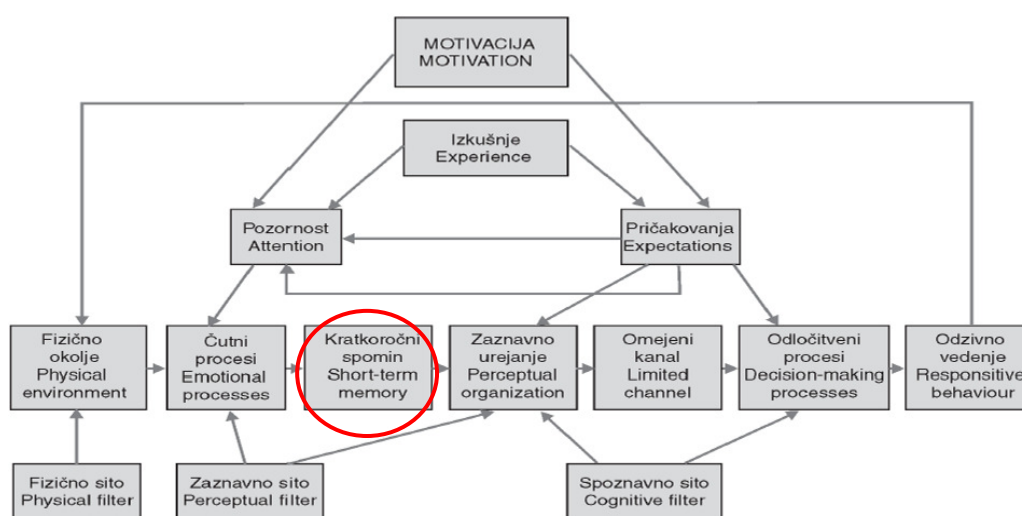 MOTIVACIJA
MOTIVATION
Izkušnje
Experience
Pozornost
Attention
Pričakovanja
Expectations
Fizično
okolje
Physical
environment
Čutni
procesi
Emotional
processes
Kratkoročni
spomin
Short-term
memory
Zaznavno
urejanje
Perceptual
organization
Omejeni
kanal
Limited
channel
Odločitveni
procesi
Decision-making
processes
Odzivno
vedenje
Responsitive
behaviour
Fizično sito
Physical filter
Zaznavno sito
Perceptual filter
Spoznavno sito
Cognitive filter